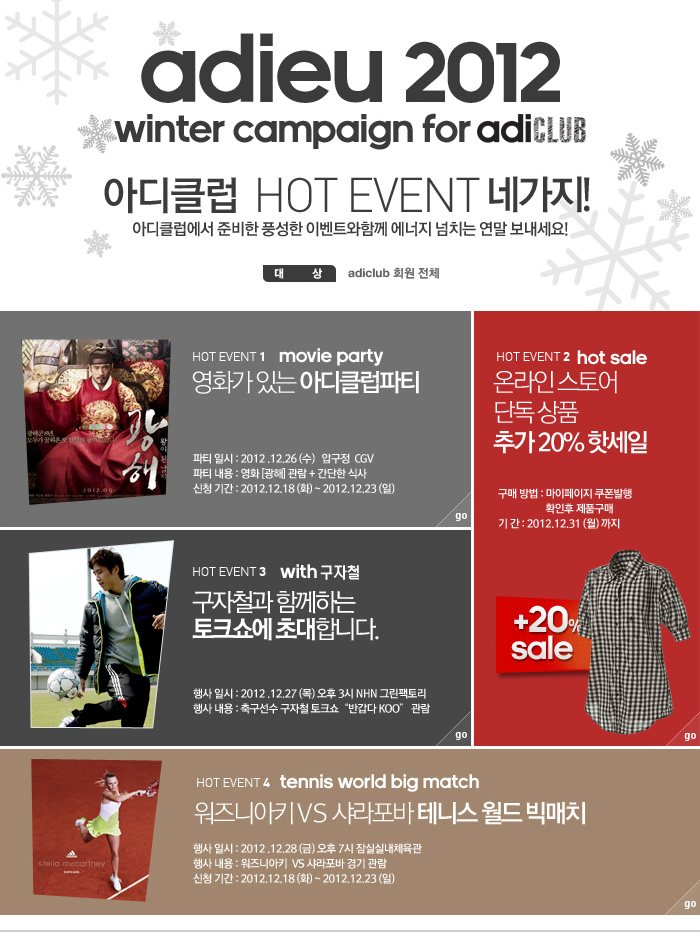 adieu 2012
winter campaign for adiCLUB
아디클럽 HOT EVENT 네가지!
아디클럽에서 준비한 풍성한 이벤트와함께 에너지 넘치는 연말 보내세요!
대 상 adiclub 회원 전체
HOT EVENT 1 movie party
영화가 있는 아디클럽파티
파티 일시 : 2012 .12.26 (수) 압구정 CGV
파티 내용 : 영화 [광해] 관람 + 간단한 식사
신청 기간 : 2012.12.18 (화) ~ 2012.12.23 (일)
go
광해
왕이 된 남자
2012.09
HOT EVENT 2 hot sale
온라인 스토어
단독 상품
추가 20% 핫세일
구매 방법 : 마이페이지 쿠폰발행
확인후 제품구매
기 간 : 2012.12.31 (월) 까지
+20%
sale
go
HOT EVENT 3 with 구자철
구자철과 함께하는
토크쇼에 초대합니다.
행사 일시 : 2012 .12.27 (목) 오후 3시 NHN 그린팩토리
행사 내용 : 축구선수 구자철 토크쇼 “반갑다 KOO” 관람
go
HOT EVENT 4 tennis world big match
워즈니아키 VS 샤라포바 테니스 월드 빅매치
행사 일시 : 2012 .12.28 (금) 오후 7시 잠실실내체육관
행사 내용 : 워즈니아키 VS 샤라포바 경기 관람
신청 기간 : 2012.12.18 (화) ~ 2012.12.23 (일)
go
adidas
stella mccartney